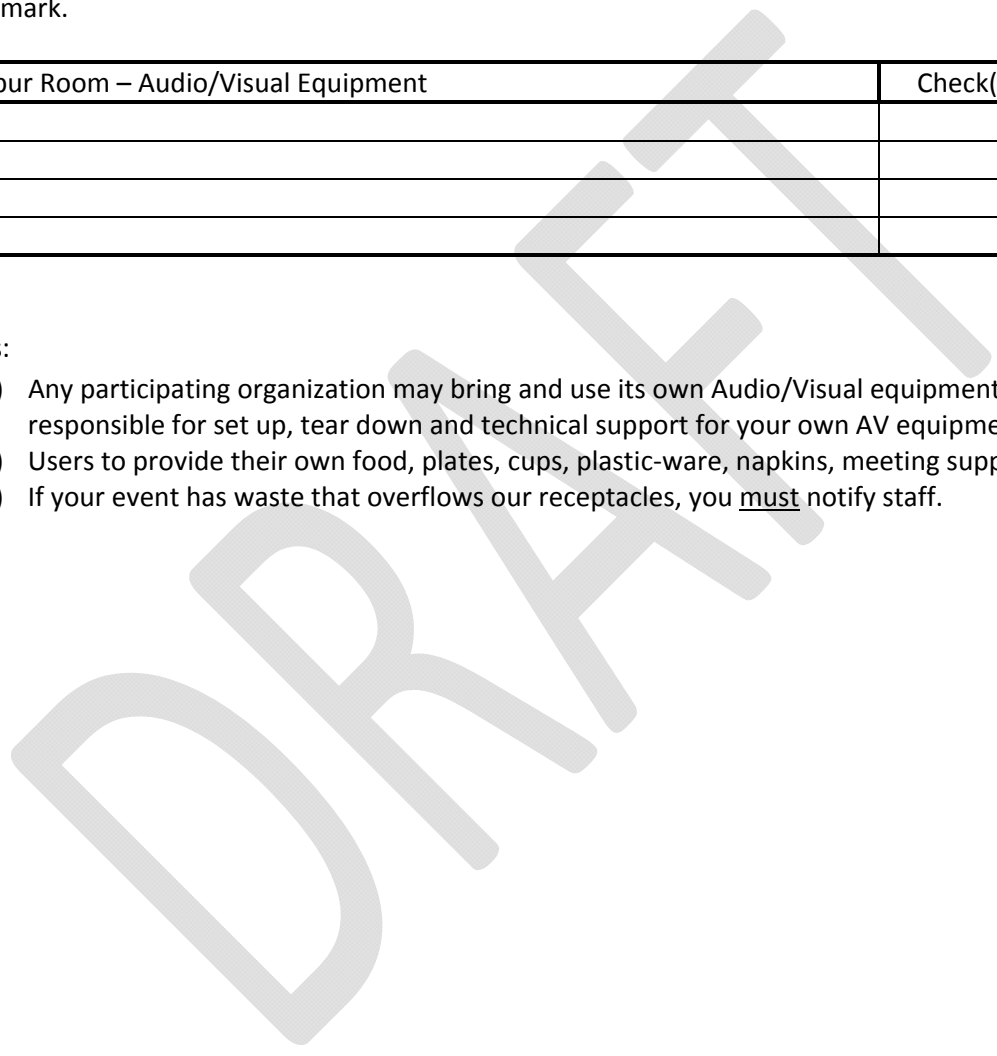 mark.
our Room – Audio/Visual Equipment
Check(
s:
) Any participating organization may bring and use its own Audio/Visual equipment
responsible for set up, tear down and technical support for your own AV equipme
) Users to provide their own food, plates, cups, plastic-ware, napkins, meeting supp
) If your event has waste that overflows our receptacles, you must notify staff.
DRAFT